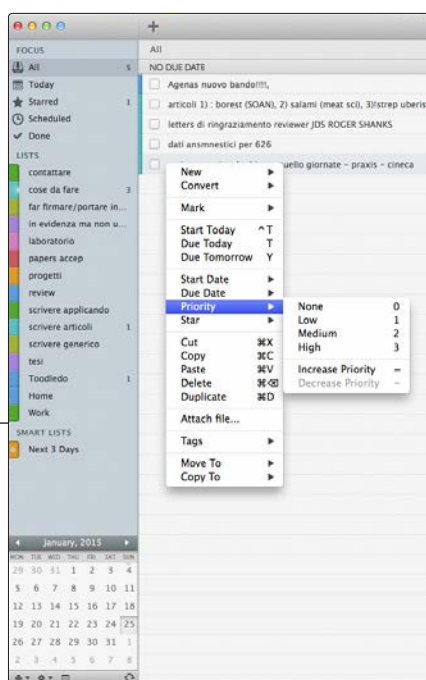 FOCUS
All 5
Today
Starred 1
Scheduled
Done
LISTS
contattare
cose da fare 3
far firmare/portare in...
in evidenza ma non u...
laboratorio
papers accep
progetti
review
scrivere applicando
scrivere articoli 1
scrivere generico
tesi
Toodledo 1
Home
Work
SMART LISTS
Next 3 Days
January, 2015
MON TUE WED THU FRI SAT SUN
29 30 31 1 2 3 4
5 6 7 8 9 10 11
12 13 14 15 16 17 18
19 20 21 22 23 24 25
26 27 28 29 30 31 1
2 3 4 5 6 7 8
+
All
NO DUE DATE
Agenas nuovo bando!!!!,
articoli 1) : borest (SOAN), 2) salami (meat sci), 3)!strep uberis
letters di ringraziamento reviewer JDS ROGER SHANKS
dati ansmnestici per 626
uello giornate - praxis - cineca
New
Convert
Mark
Start Today ^T
Due Today T
Due Tomorrow Y
Start Date
Due Date
Priority
Star
Cut ⌘X
Copy ⌘C
Paste ⌘V
Delete ⌘⌫
Duplicate ⌘D
Attach file...
Tags
Move To
Copy To
None 0
Low 1
Medium 2
High 3
Increase Priority =
Decrease Priority -